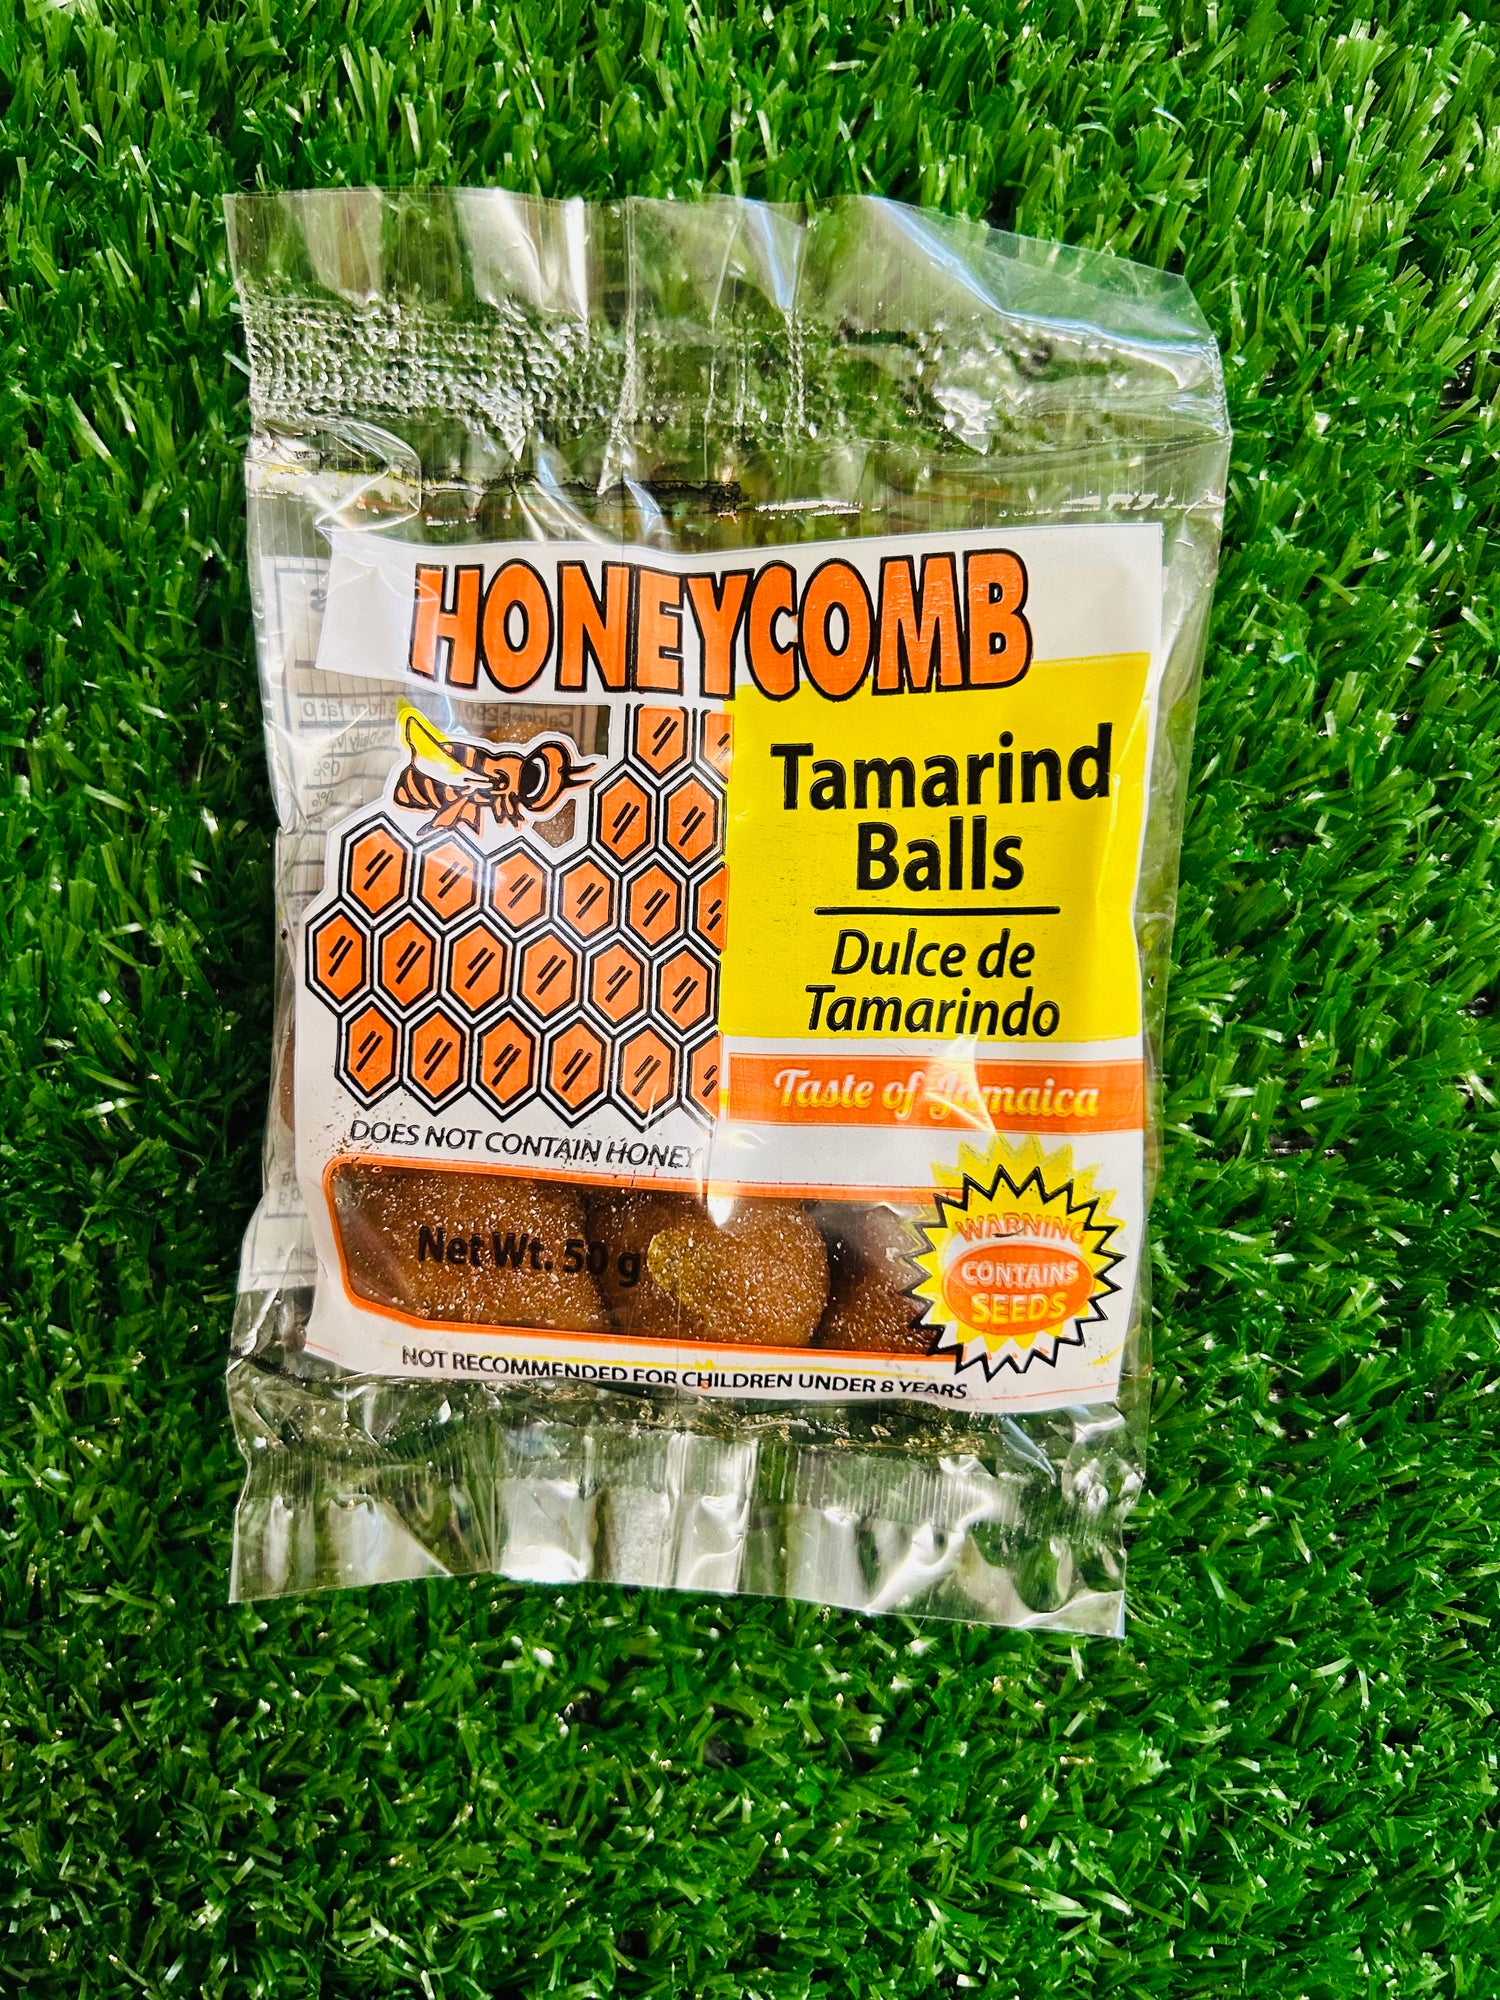 HONEYCOMB
Tamarind
Balls
Dulce de
Tamarindo
Taste of Jamaica
DOES NOT CONTAIN HONEY
Net Wt. 50 g
WARNING
CONTAINS
SEEDS
NOT RECOMMENDED FOR CHILDREN UNDER 8 YEARS